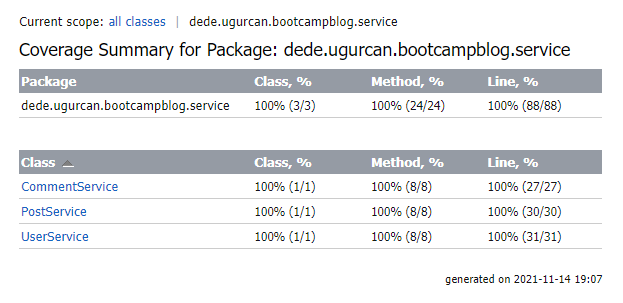 Current scope: all classes | dede.ugurcan.bootcampblog.service
Coverage Summary for Package: dede.ugurcan.bootcampblog.service
Package Class, % Method, % Line, %
dede.ugurcan.bootcampblog.service 100% (3/3) 100% (24/24) 100% (88/88)
Class Class, % Method, % Line, %
CommentService 100% (1/1) 100% (8/8) 100% (27/27)
PostService 100% (1/1) 100% (8/8) 100% (30/30)
UserService 100% (1/1) 100% (8/8) 100% (31/31)
generated on 2021-11-14 19:07